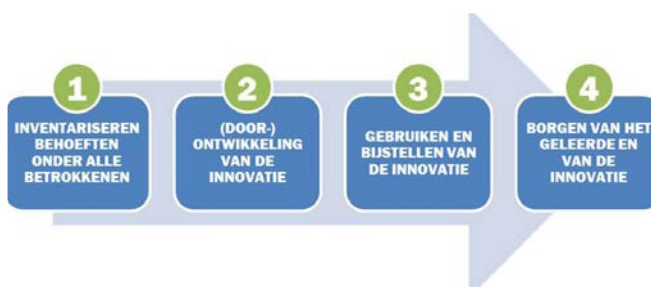 1
INVENTARISEREN
BEHOEFTEN
ONDER ALLE
BETROKKENEN
2
(DOOR-)
ONTWIKKELING
VAN DE
INNOVATIE
3
GEBRUIKEN EN
BIJSTELLEN VAN
DE INNOVATIE
4
BORGEN VAN HET
GELEERDE EN
VAN DE
INNOVATIE